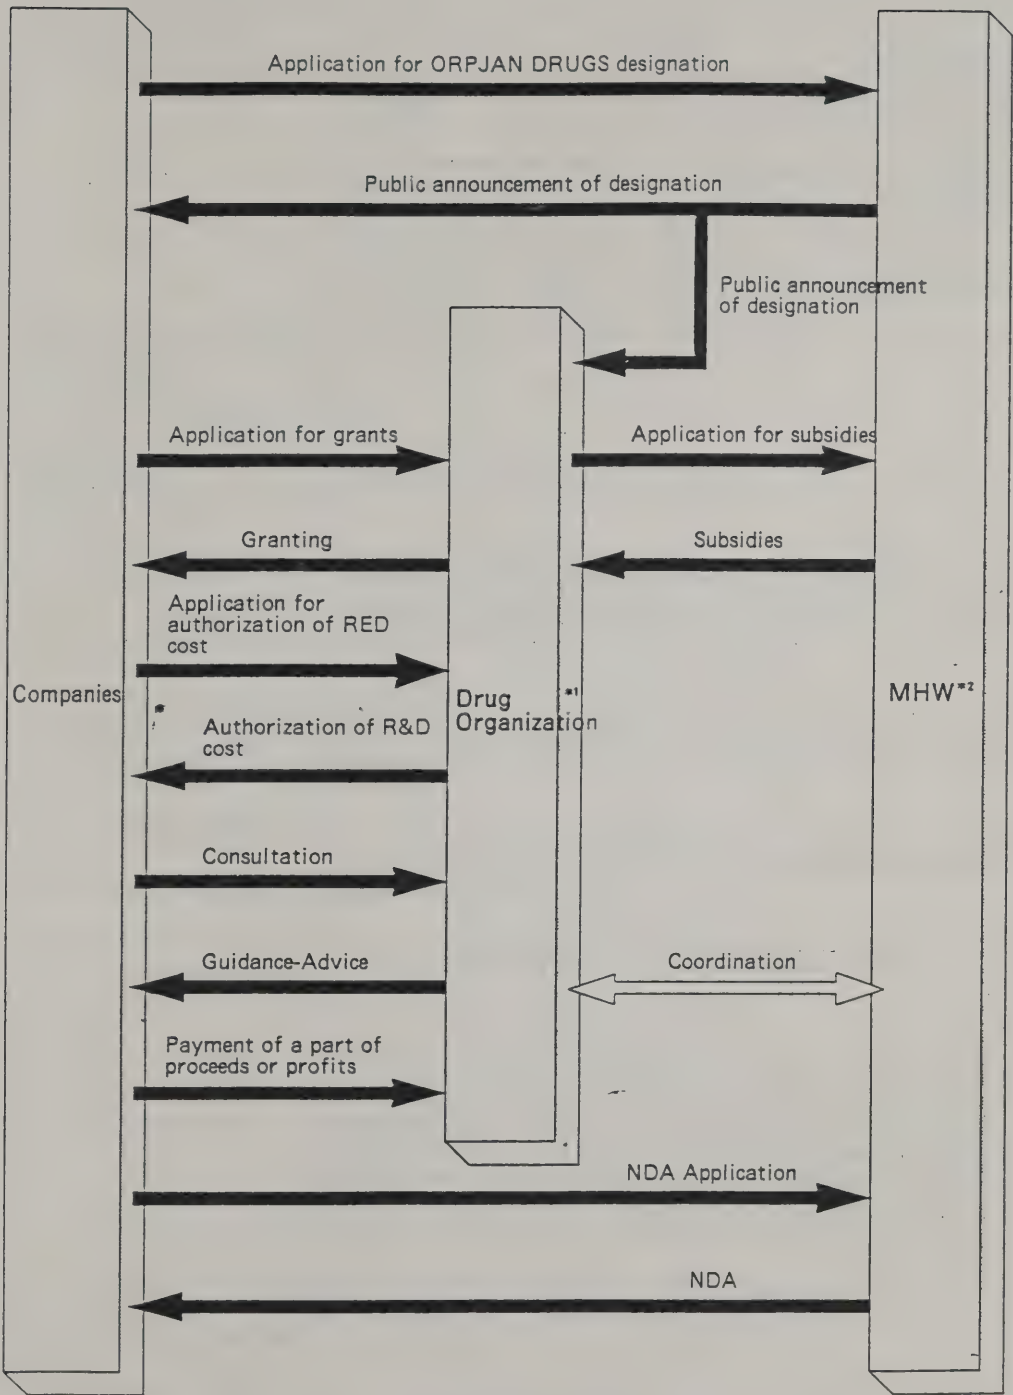 Application for ORPJAN DRUGS designation
Public announcement of designation
Public announcement
of designation
Application for grants
Application for subsidies
Granting
Subsidies
Application for
authorization of RED
cost
Companies
Drug *1
Organization
MHW*2
Authorization of R&D
cost
Consultation
Guidance-Advice
Coordination
Payment of a part of
proceeds or profits
NDA Application
NDA